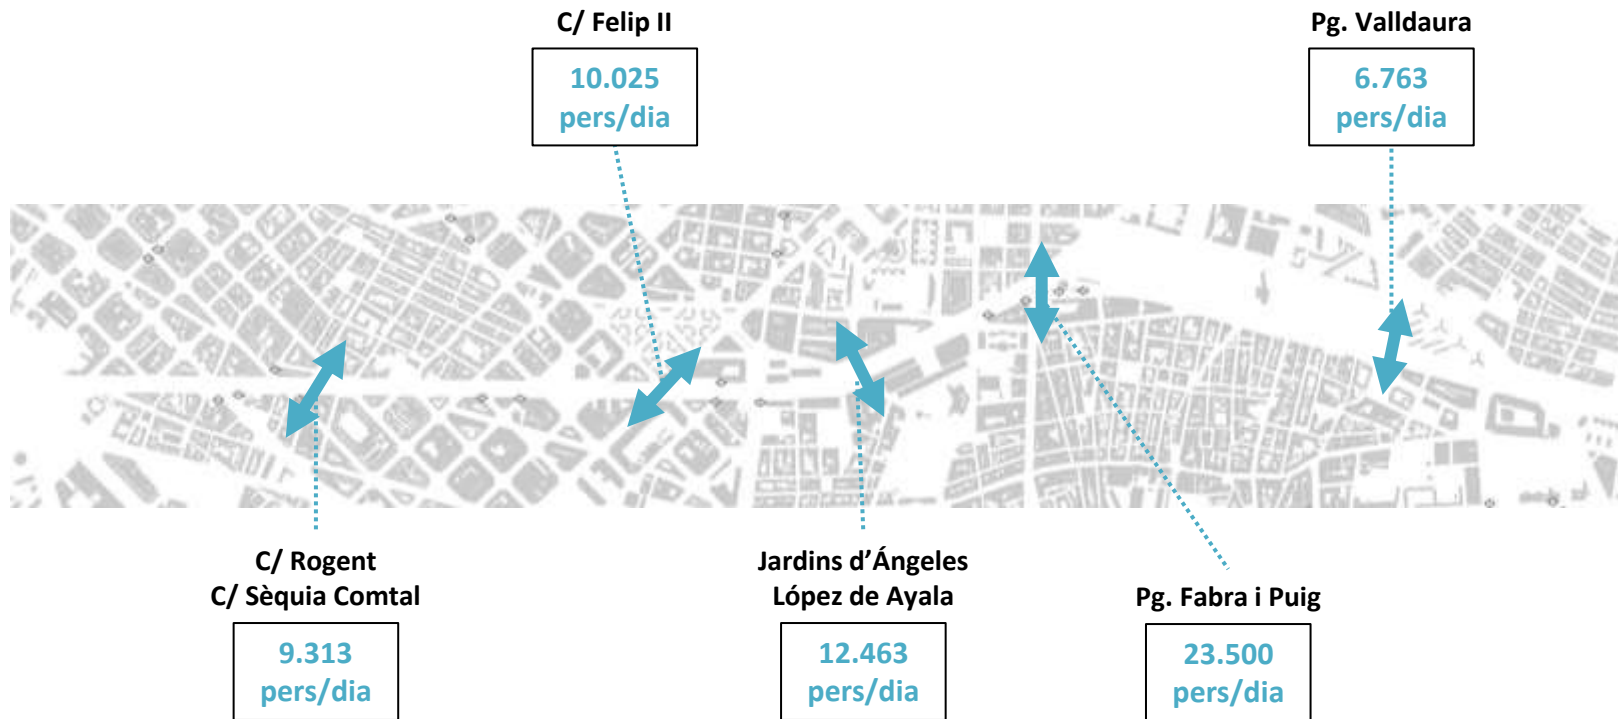 C/ Felip II
10.025
pers/dia
Pg. Valldaura
6.763
pers/dia
C/ Rogent
C/ Sèquia Comtal
9.313
pers/dia
Jardins d’Ángeles
López de Ayala
12.463
pers/dia
Pg. Fabra i Puig
23.500
pers/dia